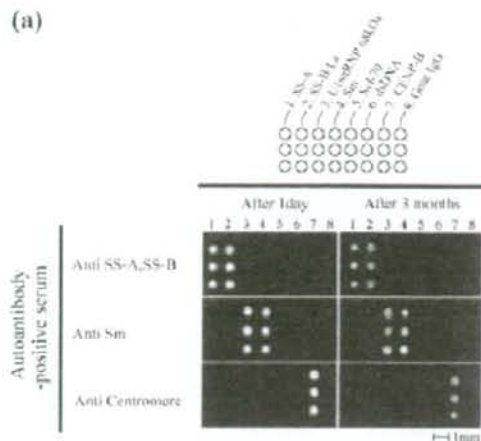 (a)
1. SS-A
2. SS-B/La
3. U1snRNP 68kDa
4. Sm
5. Scl-70
6. dsDNA
7. CENP-B
8. Goat IgG
After 1day After 3 months
1 2 3 4 5 6 7 8 1 2 3 4 5 6 7 8
Autoantibody
-positive serum
Anti SS-A,SS-B
Anti Sm
Anti Centromere
1mm